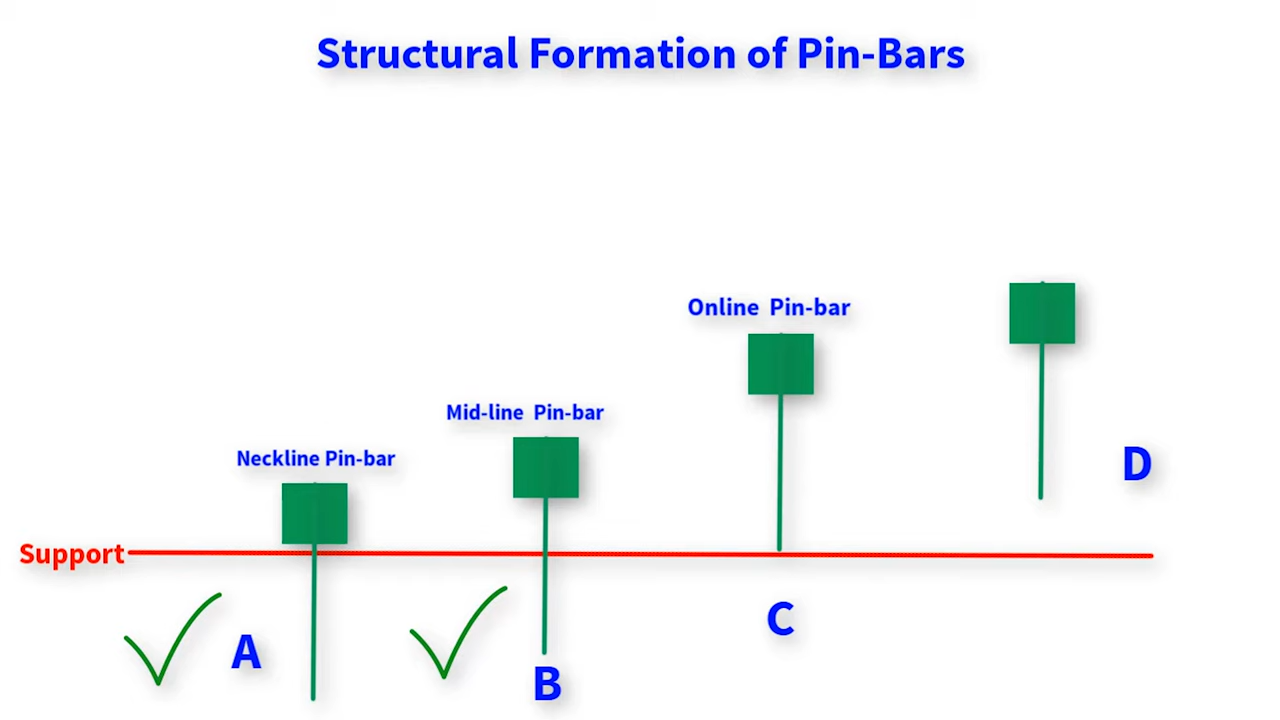 Structural Formation of Pin-Bars
Online Pin-bar
Mid-line Pin-bar
Neckline Pin-bar
D
Support
C
A
B